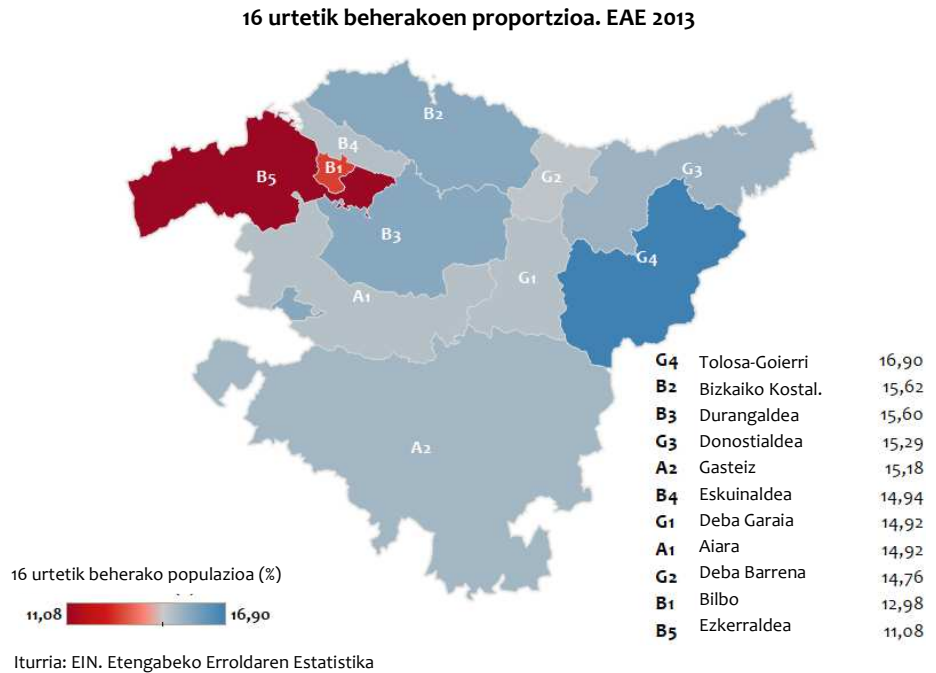 16 urtetik beherakoen proportzioa. EAE 2013
B2
B4
B1
B5
G2
G3
B3
G4
G1
A1
A2
G4 Tolosa-Goierri 16,90
B2 Bizkaiko Kostal. 15,62
B3 Durangaldea 15,60
G3 Donostialdea 15,29
A2 Gasteiz 15,18
B4 Eskuinaldea 14,94
G1 Deba Garaia 14,92
A1 Aiara 14,92
G2 Deba Barrena 14,76
B1 Bilbo 12,98
B5 Ezkerraldea 11,08
16 urtetik beherako populazioa (%)
11,08 16,90
Iturria: EIN. Etengabeko Erroldaren Estatistika